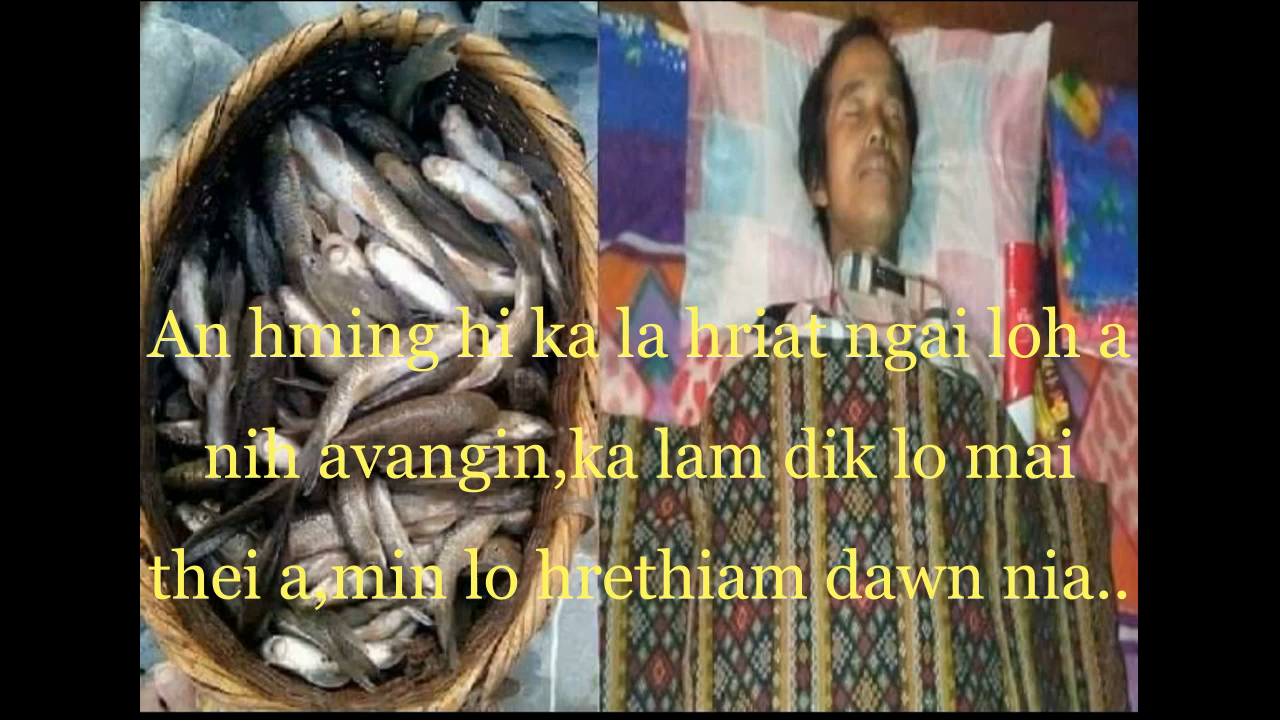 An hming hi ka la hriat ngai loh a
nih avangin,ka lam dik lo mai
thei a,min lo hrethiam dawn nia..